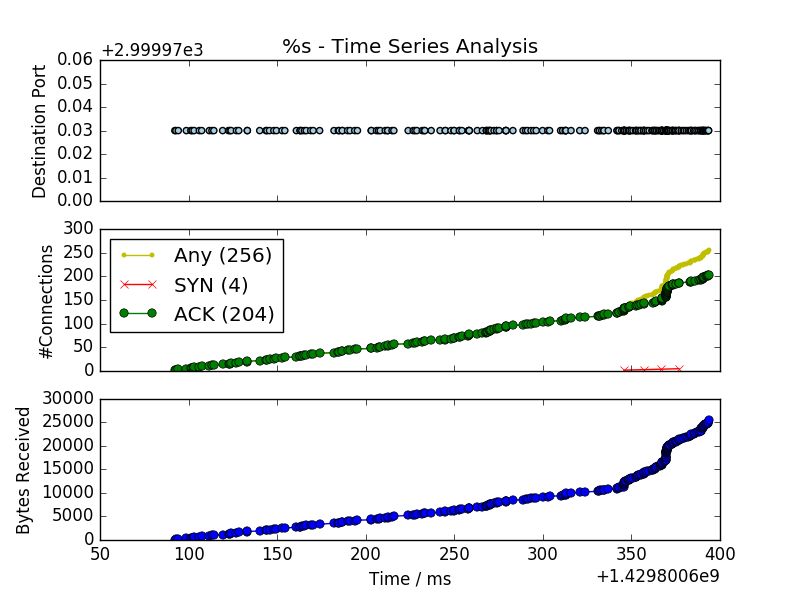 %s - Time Series Analysis
+2.99997e3
0.06
0.05
0.04
0.03
0.02
0.01
0.00
Destination Port
300
250
200
150
100
50
0
#Connections
Any (256)
SYN (4)
ACK (204)
30000
25000
20000
15000
10000
5000
0
Bytes Received
50 100 150 200 250 300 350 400
Time / ms
+1.4298006e9